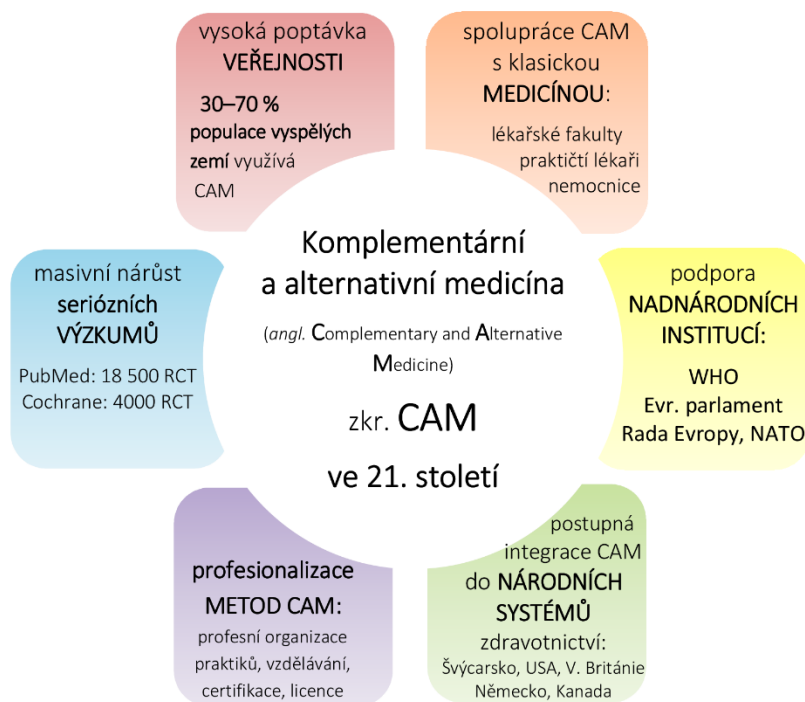 vysoká poptávka
VEŘEJNOSTI
30–70 %
populace vyspělých
zemí využívá
CAM
spolupráce CAM
s klasickou
MEDICÍNOU:
lékařské fakulty
praktičtí lékaři
nemocnice
masivní nárůst
seriózních
VÝZKUMŮ
PubMed: 18 500 RCT
Cochrane: 4000 RCT
Komplementární
a alternativní medicína
(angl. Complementary and Alternative
Medicine)
zkr. CAM
ve 21. století
podpora
NADNÁRODNÍCH
INSTITUCÍ:
WHO
Evr. parlament
Rada Evropy, NATO
profesionalizace
METOD CAM:
profesní organizace
praktiků, vzdělávání,
certifikace, licence
postupná
integrace CAM
do NÁRODNÍCH
SYSTÉMŮ
zdravotnictví:
Švýcarsko, USA, V. Británie
Německo, Kanada